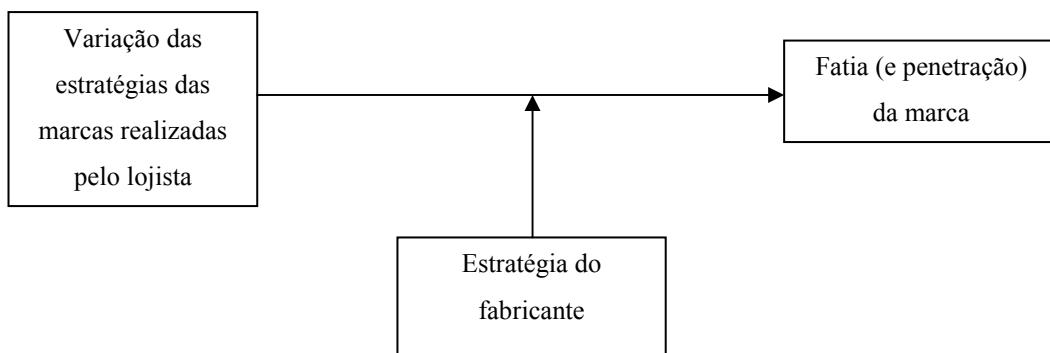 Variação das
estratégias das
marcas realizadas
pelo lojista
Fatia (e penetração)
da marca
Estratégia do
fabricante